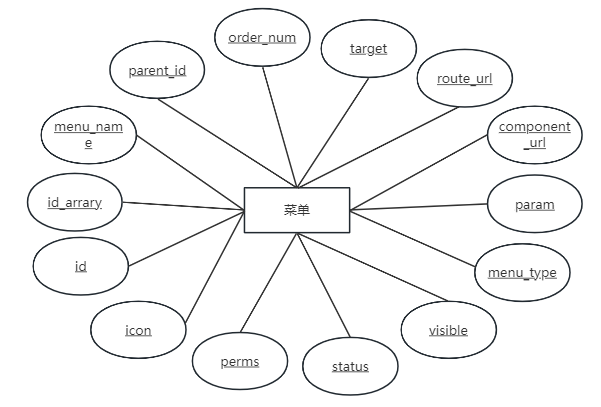 order_num
target
parent_id
route_url
menu_nam
e
component
_url
id_arrary
菜单
param
id
menu_type
icon
visible
perms
status